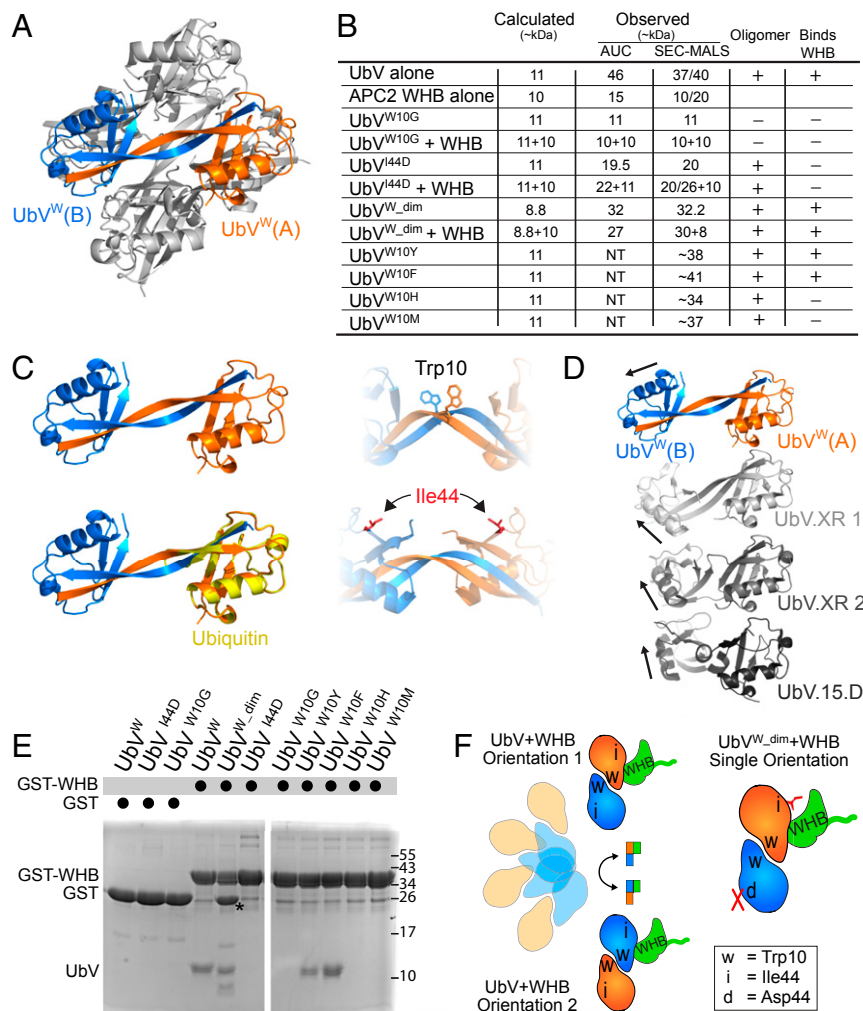 A
UbV^W(B)
UbV^W(A)
B
Calculated (~kDa) Observed (~kDa) Oligomer Binds WHB
AUC SEC-MALS
UbV alone 11 46 37/40 + +
APC2 WHB alone 10 15 10/20
UbV^W10G 11 11 11 – –
UbV^W10G + WHB 11+10 10+10 10+10 – –
UbV^I44D 11 19.5 20 + –
UbV^I44D + WHB 11+10 22+11 20/26+10 + –
UbV^W_dim 8.8 32 32.2 + +
UbV^W_dim + WHB 8.8+10 27 30+8 + +
UbV^W10Y 11 NT ~38 + +
UbV^W10F 11 NT ~41 + +
UbV^W10H 11 NT ~34 + –
UbV^W10M 11 NT ~37 + –
C
Trp10
Ile44
Ubiquitin
D
UbV^W(B)
UbV^W(A)
UbV.XR 1
UbV.XR 2
UbV.15.D
E
UbV^W
UbV^I44D
UbV^W10G
UbV^W
UbV^W_dim
UbV^I44D
UbV^W10G
UbV^W10Y
UbV^W10F
UbV^W10H
UbV^W10M
GST-WHB
GST
GST-WHB
GST
UbV
*
55
43
34
26
17
10
F
UbV+WHB
Orientation 1
i
w
w
i
WHB
UbV+WHB
Orientation 2
i
w
w
i
WHB
UbV^W_dim+WHB
Single Orientation
i
w
w
d
WHB
w = Trp10
i = Ile44
d = Asp44